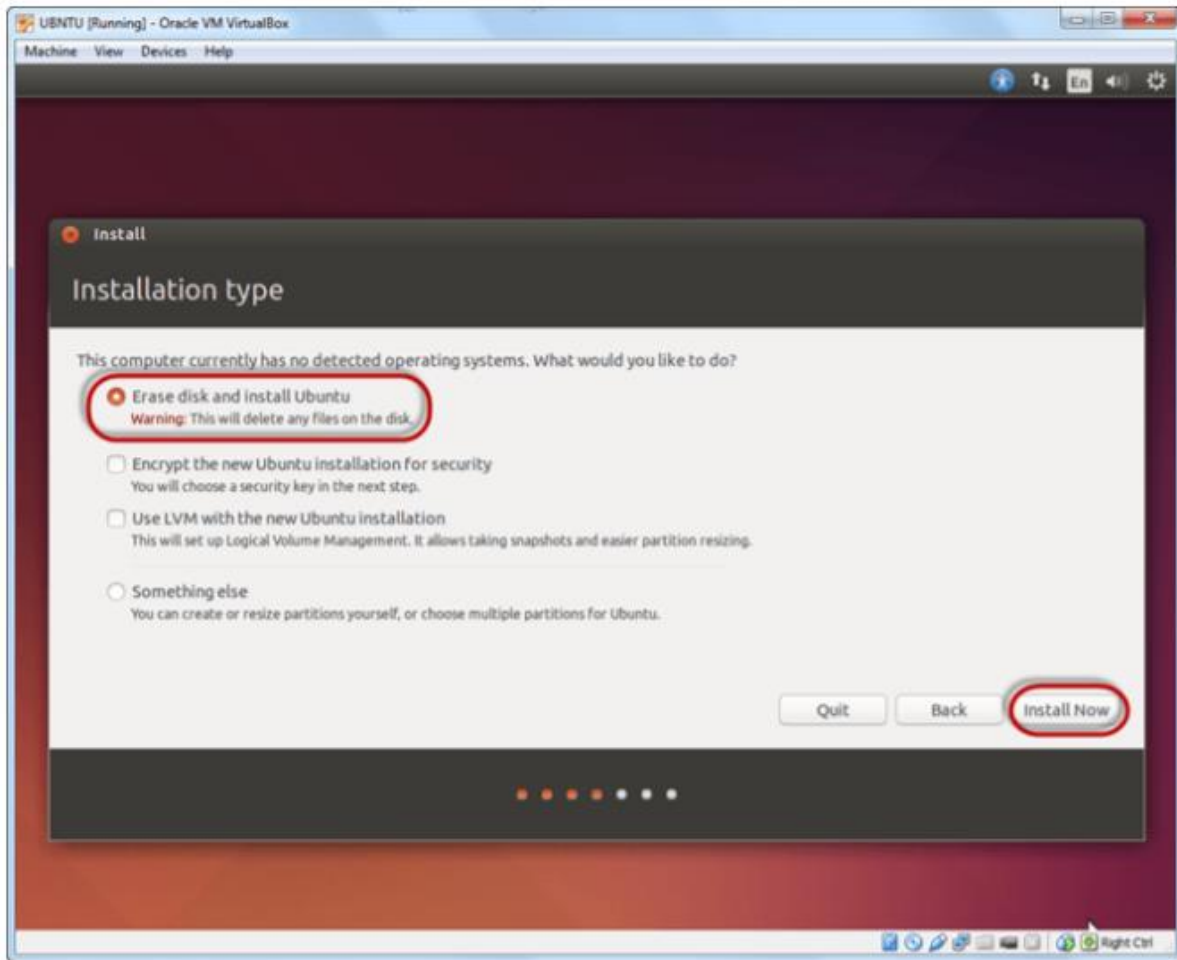 UBNTU [Running] - Oracle VM VirtualBox
Machine View Devices Help
En
Install
Installation type
This computer currently has no detected operating systems. What would you like to do?
Erase disk and install Ubuntu
Warning: This will delete any files on the disk.
Encrypt the new Ubuntu installation for security
You will choose a security key in the next step.
Use LVM with the new Ubuntu installation
This will set up Logical Volume Management. It allows taking snapshots and easier partition resizing.
Something else
You can create or resize partitions yourself, or choose multiple partitions for Ubuntu.
Quit Back Install Now
Right Ctrl